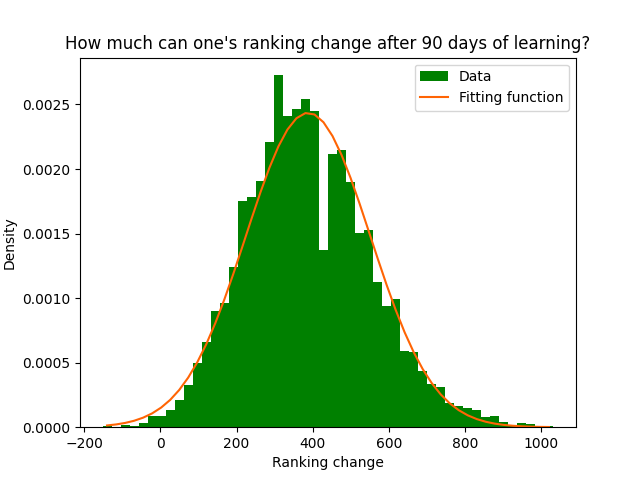 How much can one's ranking change after 90 days of learning?
Data
Fitting function
Density
0.0025
0.0020
0.0015
0.0010
0.0005
0.0000
−200 0 200 400 600 800 1000
Ranking change